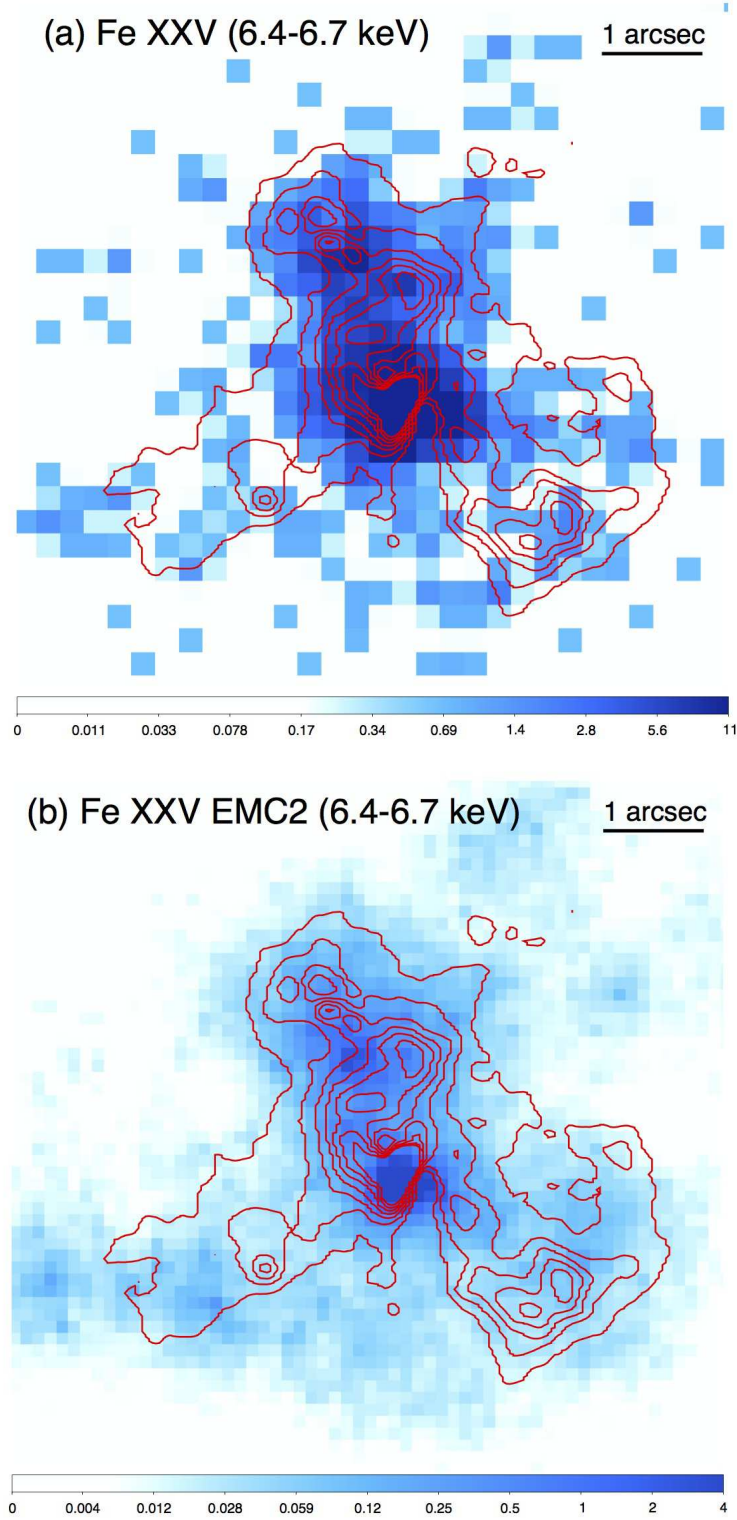 (a) Fe XXV (6.4-6.7 keV)
1 arcsec
0 0.011 0.033 0.078 0.17 0.34 0.69 1.4 2.8 5.6 11
(b) Fe XXV EMC2 (6.4-6.7 keV)
1 arcsec
0 0.004 0.012 0.028 0.059 0.12 0.25 0.5 1 2 4